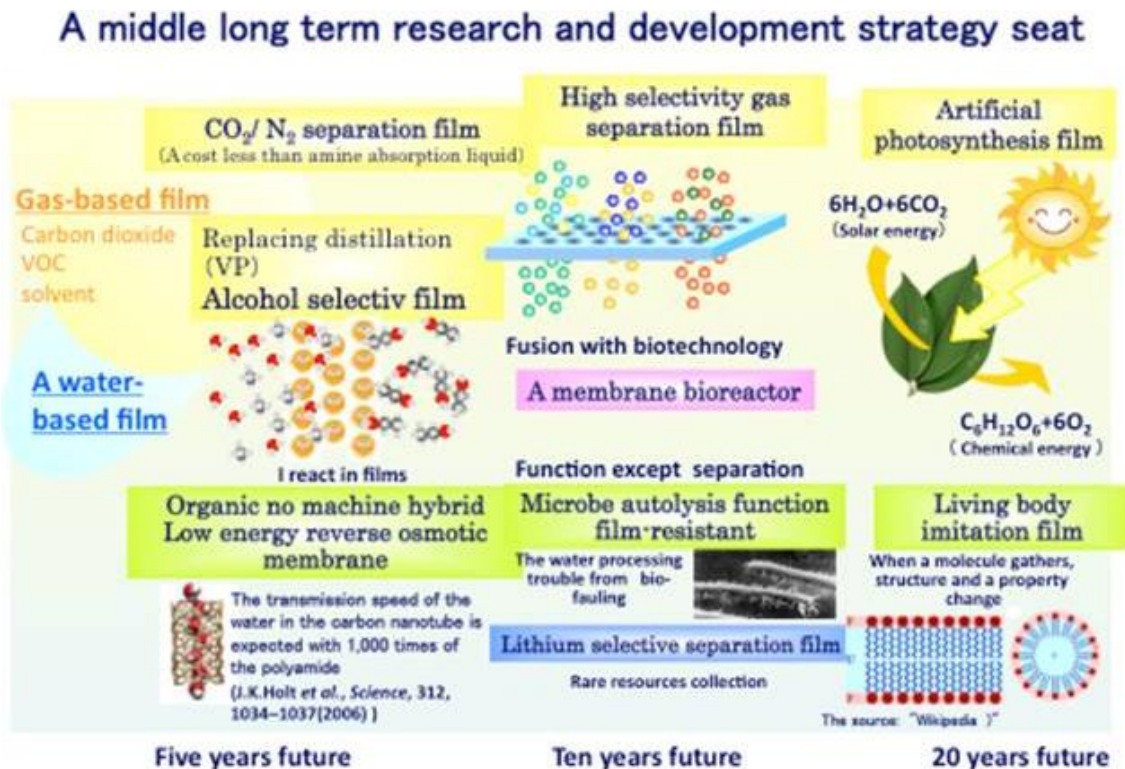 A middle long term research and development strategy seat
CO₂/ N₂ separation film
(A cost less than amine absorption liquid)
High selectivity gas
separation film
Artificial
photosynthesis film
Gas-based film
Carbon dioxide
VOC
solvent
Replacing distillation
(VP)
Alcohol selectiv film
6H₂O+6CO₂
(Solar energy)
A water-
based film
I react in films
Fusion with biotechnology
A membrane bioreactor
C₆H₁₂O₆+6O₂
( Chemical energy)
Organic no machine hybrid
Low energy reverse osmotic
membrane
Function except separation
Microbe autolysis function
film-resistant
Living body
imitation film
The transmission speed of the
water in the carbon nanotube is
expected with 1,000 times of
the polyamide
(J.K.Holt et al., Science, 312,
1034–1037(2006) )
The water processing
trouble from bio-
fauling
When a molecule gathers,
structure and a property
change
Lithium selective separation film
Rare resources collection
The source: "Wikipedia )"
Five years future
Ten years future
20 years future